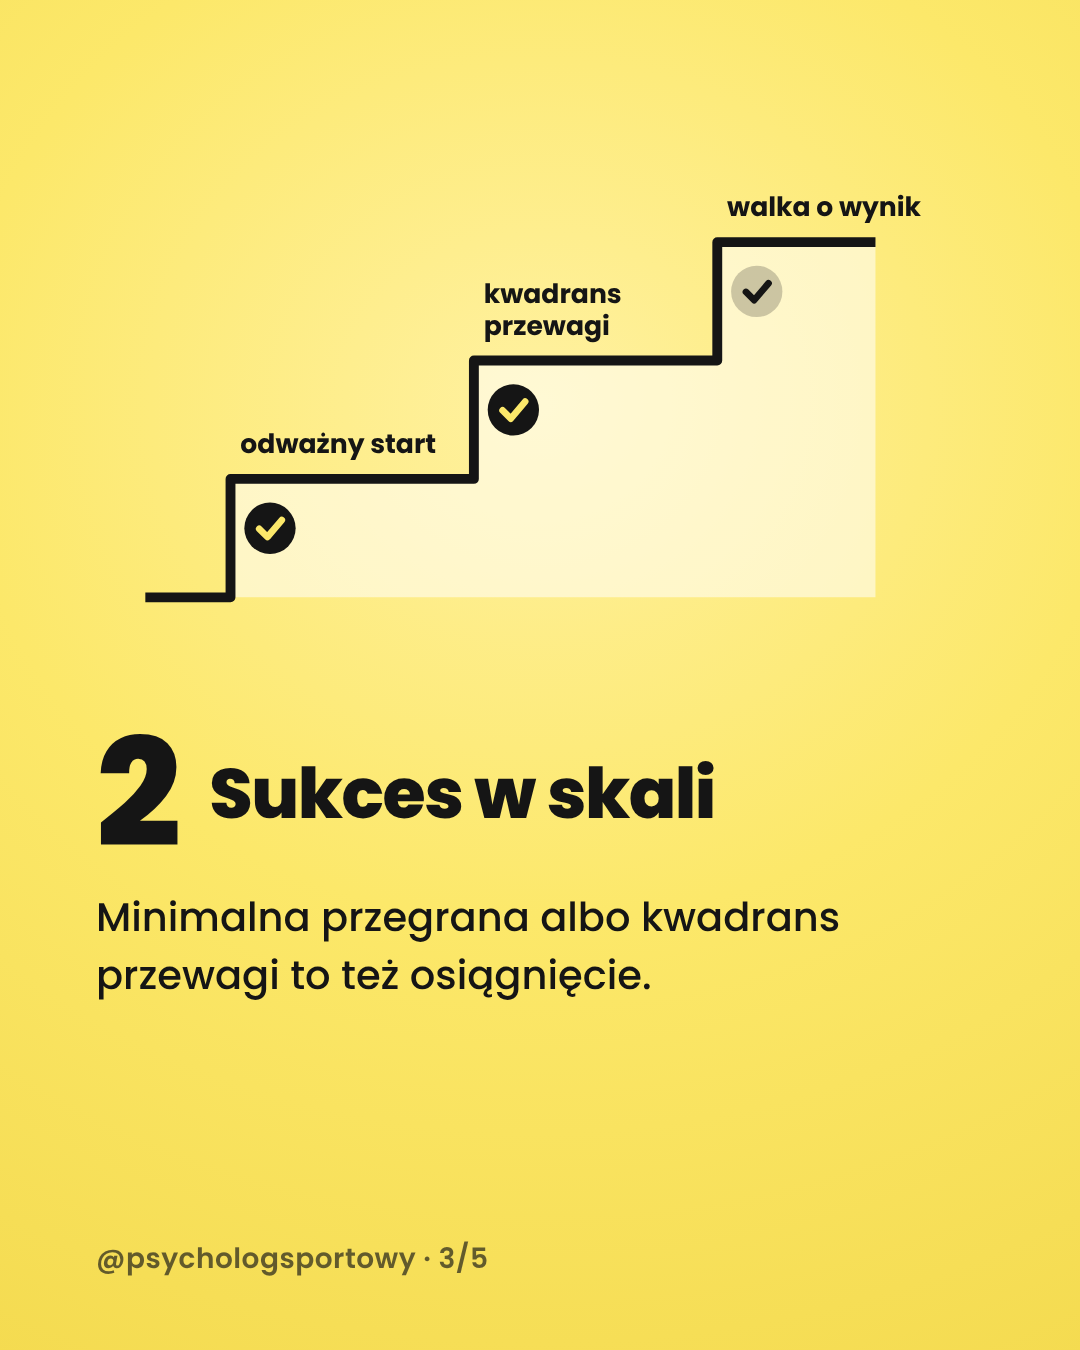 walka o wynik
kwadrans
przewagi
odważny start
2 Sukces w skali
Minimalna przegrana albo kwadrans
przewagi to też osiągnięcie.
@psychologsportowy · 3/5